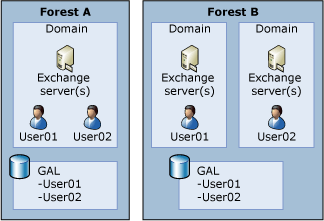 Forest A
Domain
Exchange
server(s)
User01 User02
GAL
-User01
-User02
Forest B
Domain Domain
Exchange Exchange
server(s) server(s)
User01 User02
GAL
-User01
-User02